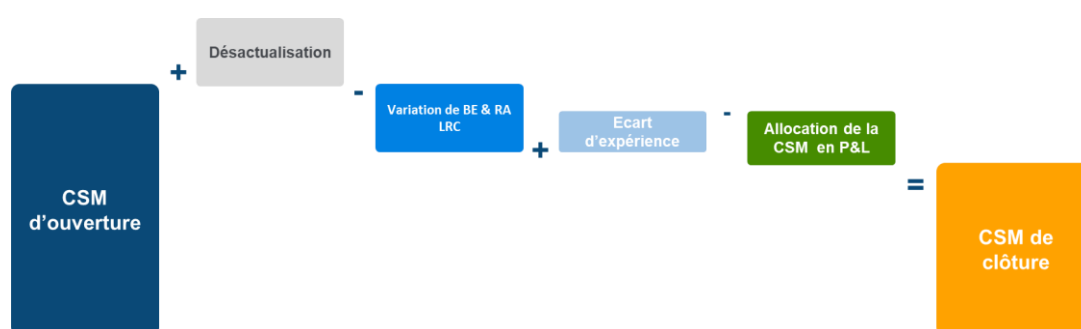 CSM
d’ouverture
+
Désactualisation
-
Variation de BE & RA
LRC
+
Ecart
d’expérience
-
Allocation de la
CSM en P&L
=
CSM de
clôture